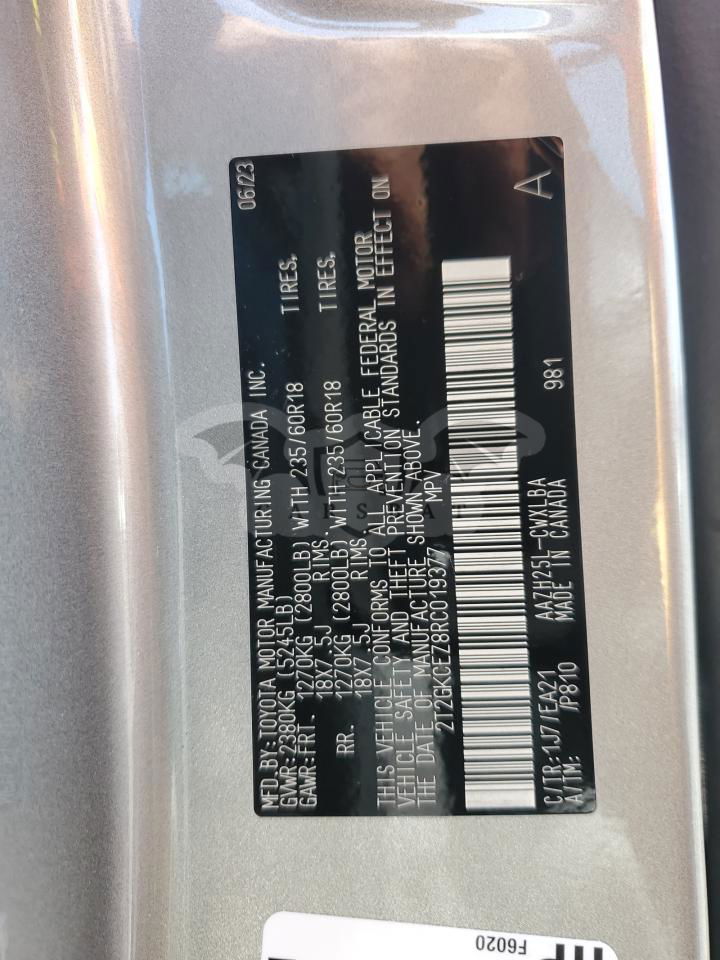 MFD.BY:TOYOTA MOTOR MANUFACTURING CANADA INC. 06/23
GVWR:2380KG (5245LB)
GAWR:FRT. 1270KG (2800LB) WITH 235/60R18 TIRES,
18X7.5J RIMS.
RR. 1270KG (2800LB) WITH 235/60R18 TIRES,
18X7.5J RIMS.
THIS VEHICLE CONFORMS TO ALL APPLICABLE FEDERAL MOTOR
VEHICLE SAFETY AND THEFT PREVENTION STANDARDS IN EFFECT ON
THE DATE OF MANUFACTURE SHOWN ABOVE.
2T2GKCEZ8RC019377 MPV
A
C/TR:1J7/EA21 AAZH25L-CWXLBA
A/TM: /P810 MADE IN CANADA 981
F6020